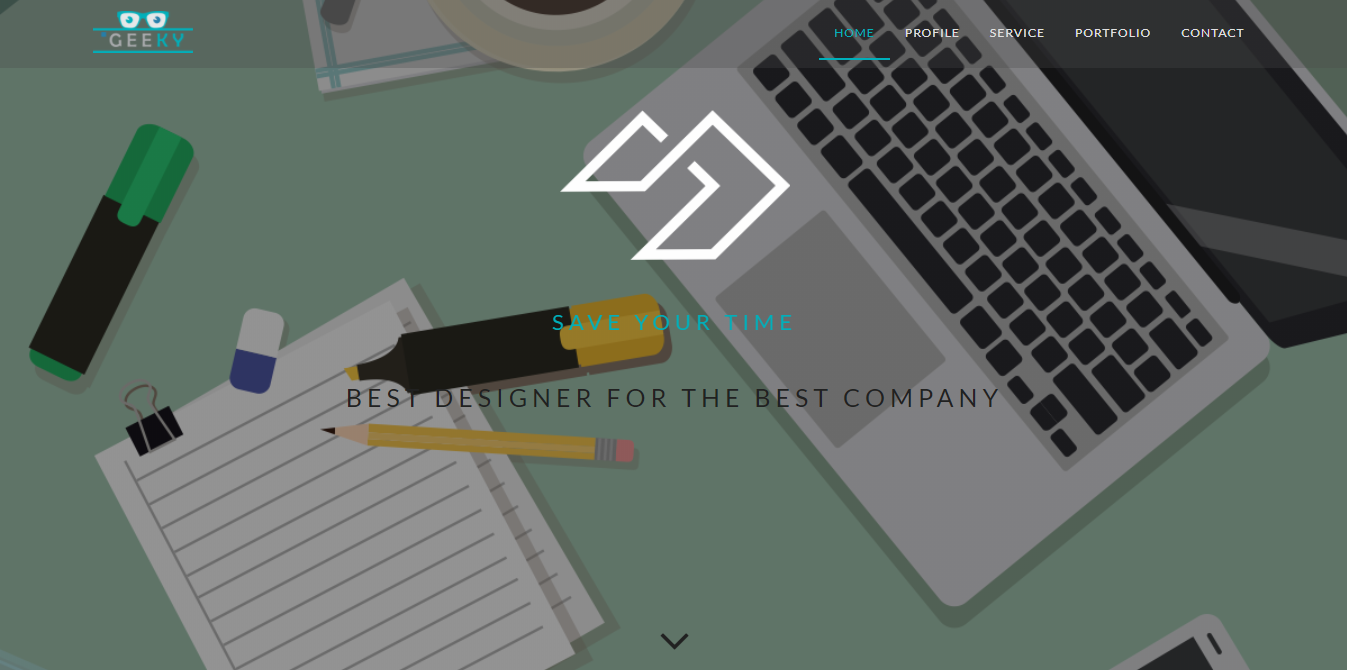 GEEKY
HOME PROFILE SERVICE PORTFOLIO CONTACT
SAVE YOUR TIME
BEST DESIGNER FOR THE BEST COMPANY